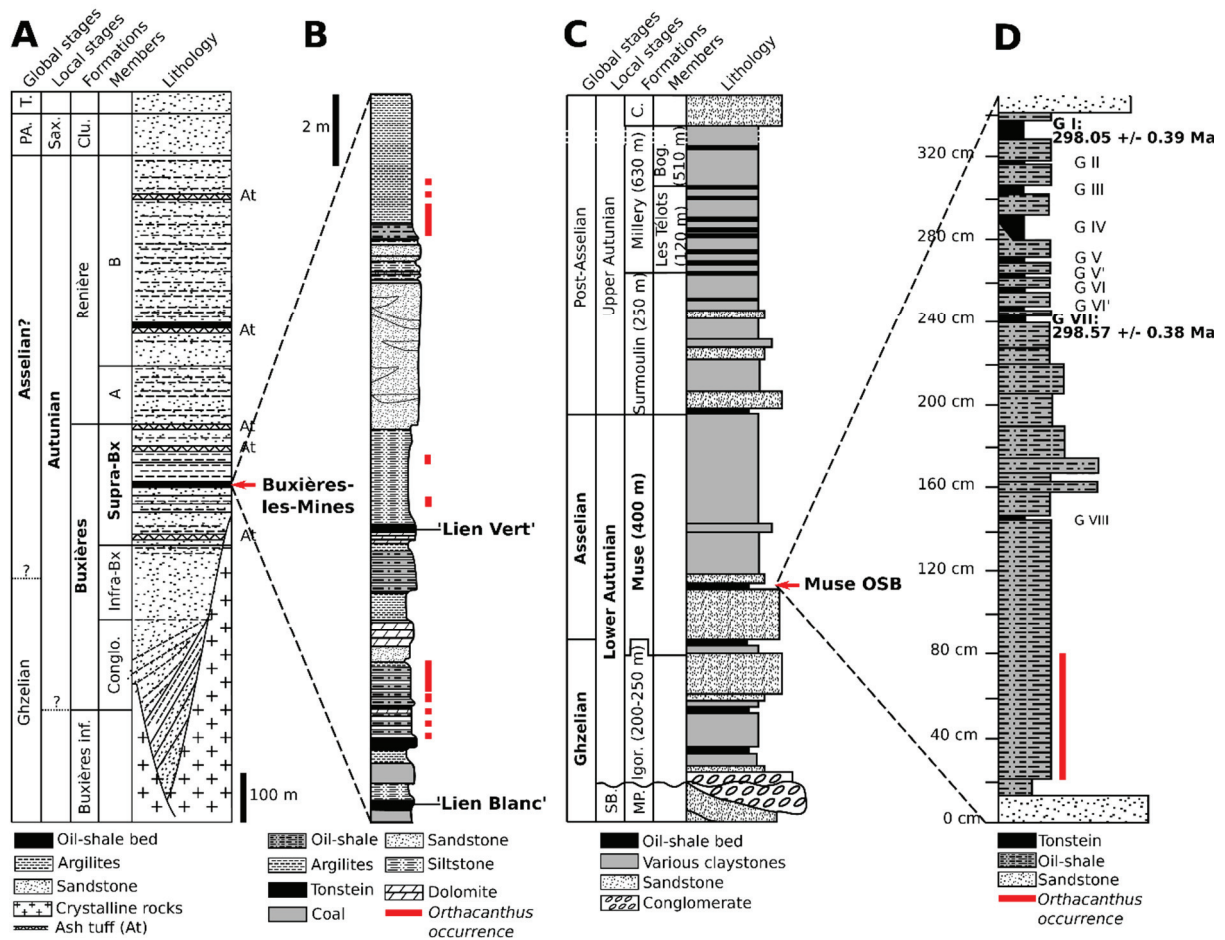 A
Global stages
Local stages
Formations
Members
Lithology
T.
PA.
Sax.
Clu.
Asselian?
Autunian
Renière
B
A
At
At
At
At
Buxières
Supra-Bx
Buxières-
les-Mines
At
Infra-Bx
?
Ghzelian
Conglo.
?
Buxières inf.
100 m
Oil-shale bed
Argilites
Sandstone
Crystalline rocks
Ash tuff (At)
B
2 m
'Lien Vert'
'Lien Blanc'
Oil-shale
Argilites
Tonstein
Coal
Sandstone
Siltstone
Dolomite
Orthacanthus
occurrence
C
Global stages
Local stages
Formations
Members
Lithology
C.
Post-Asselian
Upper Autunian
Millery (630 m)
Bog.
(510 m)
Les Télots
(120 m)
Surmoulin (250 m)
Asselian
Lower Autunian
Muse (400 m)
Muse OSB
Ghzelian
Igor. (200-250 m)
SB.
MP.
Oil-shale bed
Various claystones
Sandstone
Conglomerate
D
G I:
298.05 +/- 0.39 Ma
320 cm
G II
G III
G IV
280 cm
G V
G V'
G VI
G VI'
G VII:
240 cm
298.57 +/- 0.38 Ma
200 cm
160 cm
G VIII
120 cm
80 cm
40 cm
0 cm
Tonstein
Oil-shale
Sandstone
Orthacanthus
occurrence